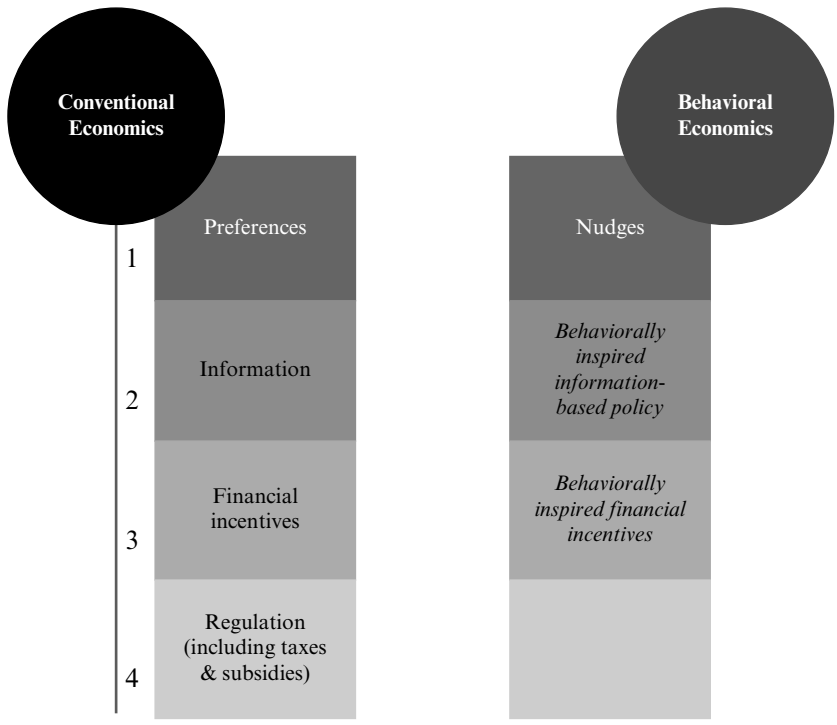 Conventional
Economics
Behavioral
Economics
Preferences
Nudges
1
Behaviorally
inspired
information-
based policy
Information
2
Financial
incentives
Behaviorally
inspired financial
incentives
3
Regulation
(including taxes
& subsidies)
4